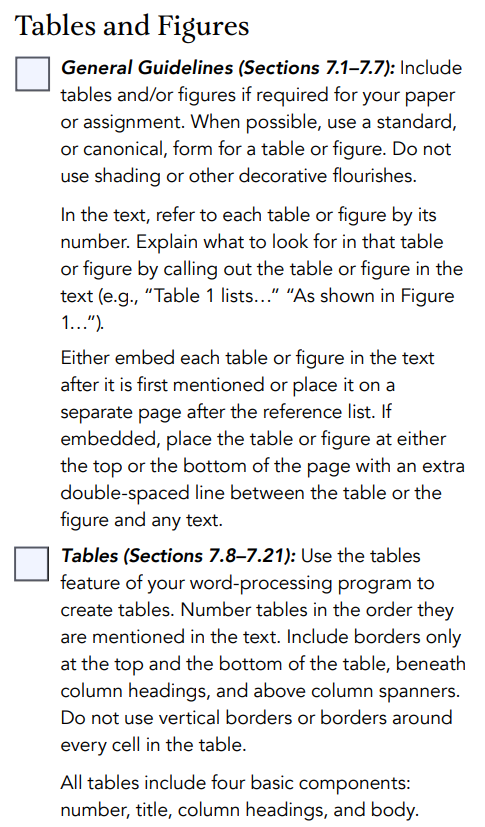 Tables and Figures
General Guidelines (Sections 7.1–7.7): Include
tables and/or figures if required for your paper
or assignment. When possible, use a standard,
or canonical, form for a table or figure. Do not
use shading or other decorative flourishes.
In the text, refer to each table or figure by its
number. Explain what to look for in that table
or figure by calling out the table or figure in the
text (e.g., “Table 1 lists…” “As shown in Figure
1…”).
Either embed each table or figure in the text
after it is first mentioned or place it on a
separate page after the reference list. If
embedded, place the table or figure at either
the top or the bottom of the page with an extra
double-spaced line between the table or the
figure and any text.
Tables (Sections 7.8–7.21): Use the tables
feature of your word-processing program to
create tables. Number tables in the order they
are mentioned in the text. Include borders only
at the top and the bottom of the table, beneath
column headings, and above column spanners.
Do not use vertical borders or borders around
every cell in the table.
All tables include four basic components:
number, title, column headings, and body.